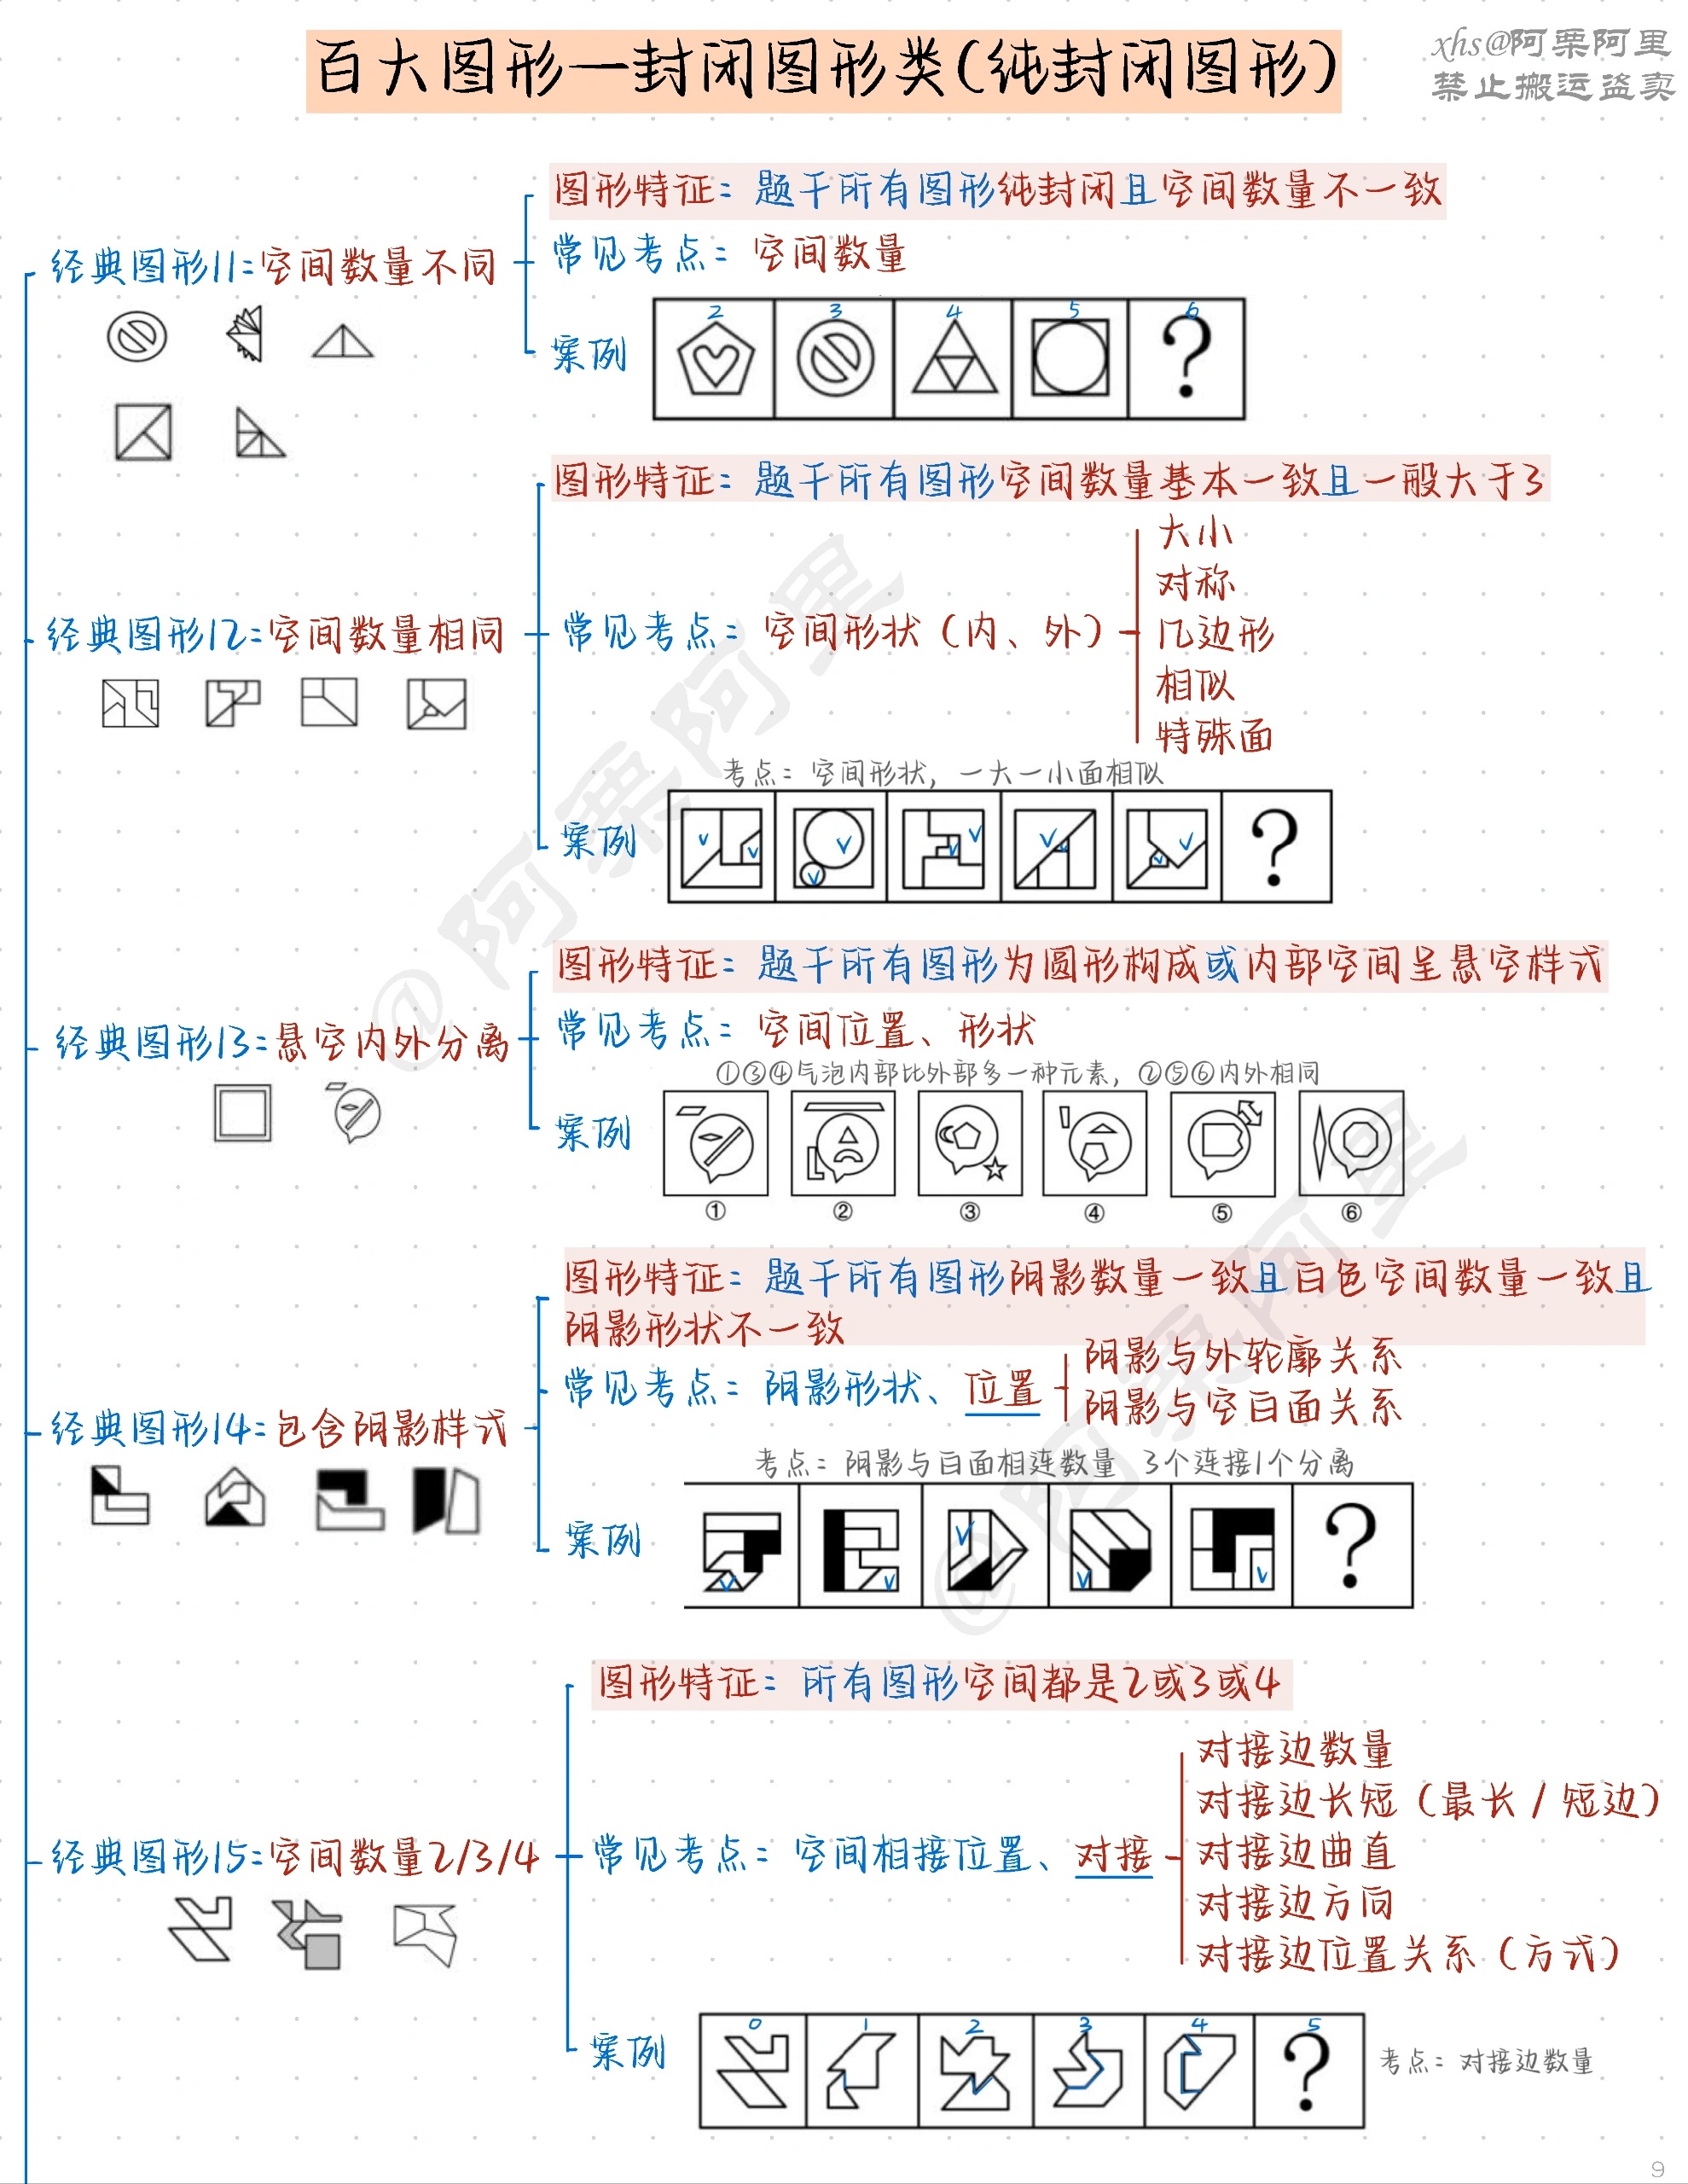 百大图形—封闭图形类(纯封闭图形)
xhs@阿栗阿里
禁止搬运盗卖
经典图形11:空间数量不同
图形特征: 题干所有图形纯封闭且空间数量不一致
常见考点: 空间数量
案例
2 3 4 5 6
?
经典图形12:空间数量相同
图形特征: 题干所有图形空间数量基本一致且一般大于3
常见考点: 空间形状(内、外)
大小
对称
几边形
相似
特殊面
考点: 空间形状, 一大一小面相似
案例
?
经典图形13:悬空内外分离
图形特征: 题干所有图形为圆形构成或内部空间呈悬空样式
常见考点: 空间位置、形状
①③④气泡内部比外部多一种元素, ②⑤⑥内外相同
案例
① ② ③ ④ ⑤ ⑥
经典图形14:包含阴影样式
图形特征: 题干所有图形阴影数量一致且白色空间数量一致且
阴影形状不一致
常见考点: 阴影形状、位置
阴影与外轮廓关系
阴影与空白面关系
考点: 阴影与白面相连数量 3个连接1个分离
案例
?
经典图形15:空间数量2/3/4
图形特征: 所有图形空间都是2或3或4
常见考点: 空间相接位置、对接
对接边数量
对接边长短(最长/短边)
对接边曲直
对接边方向
对接边位置关系(方式)
案例
0 1 2 3 4 5
?
考点: 对接边数量
@阿栗阿里
@阿栗阿里
9